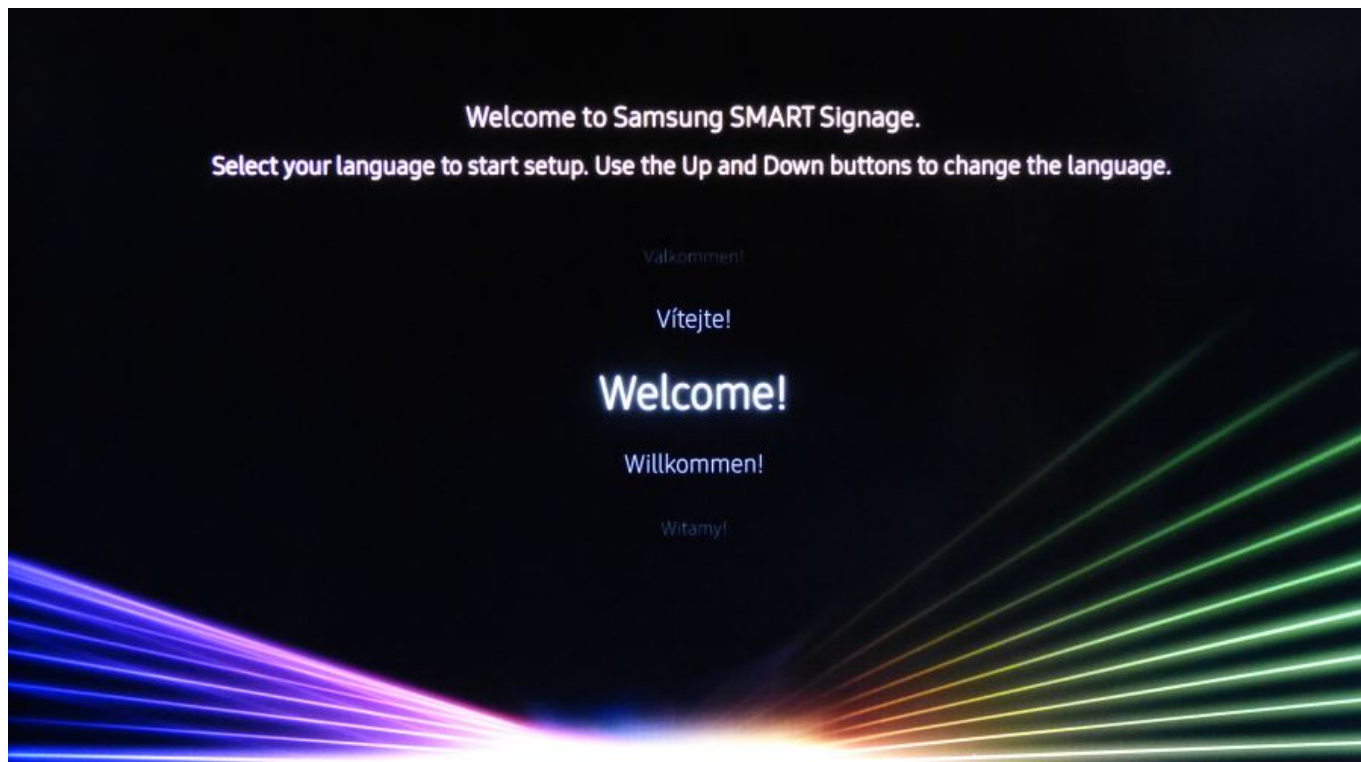 Welcome to Samsung SMART Signage.
Select your language to start setup. Use the Up and Down buttons to change the language.
Välkommen!
Vítejte!
Welcome!
Willkommen!
Witamy!